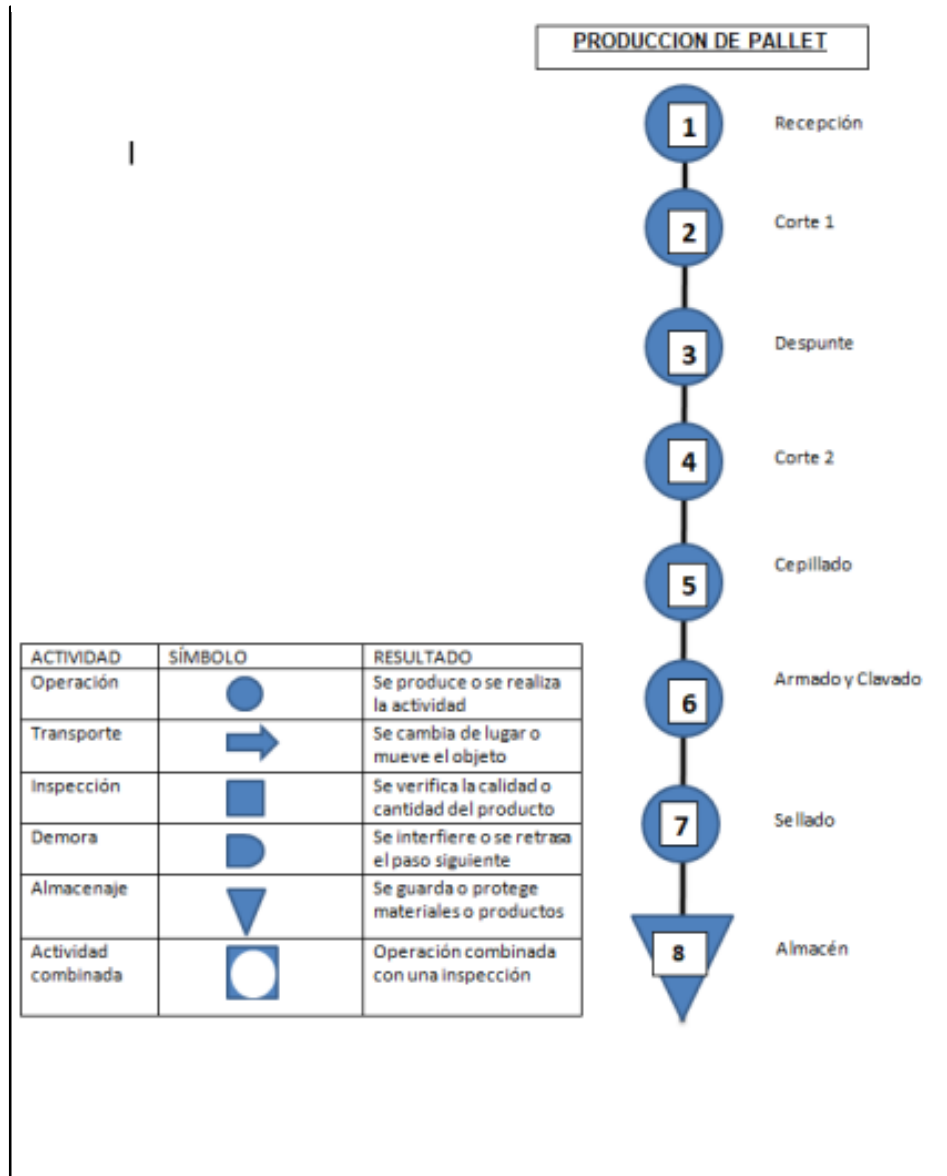 PRODUCCION DE PALLET
1 Recepción
2 Corte 1
3 Despunte
4 Corte 2
5 Cepillado
6 Armado y Clavado
7 Sellado
8 Almacén
ACTIVIDAD SÍMBOLO RESULTADO
Operación Se produce o se realiza
la actividad
Transporte Se cambia de lugar o
mueve el objeto
Inspección Se verifica la calidad o
cantidad del producto
Demora Se interfiere o se retrasa
el paso siguiente
Almacenaje Se guarda o protege
materiales o productos
Actividad Operación combinada
combinada con una inspección